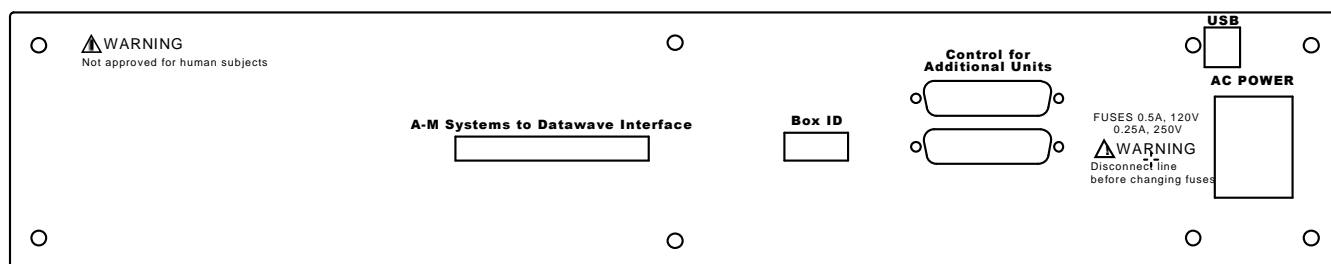 WARNING
Not approved for human subjects
A-M Systems to Datawave Interface
Box ID
Control for
Additional Units
USB
AC POWER
FUSES 0.5A, 120V
0.25A, 250V
WARNING
Disconnect line
before changing fuses